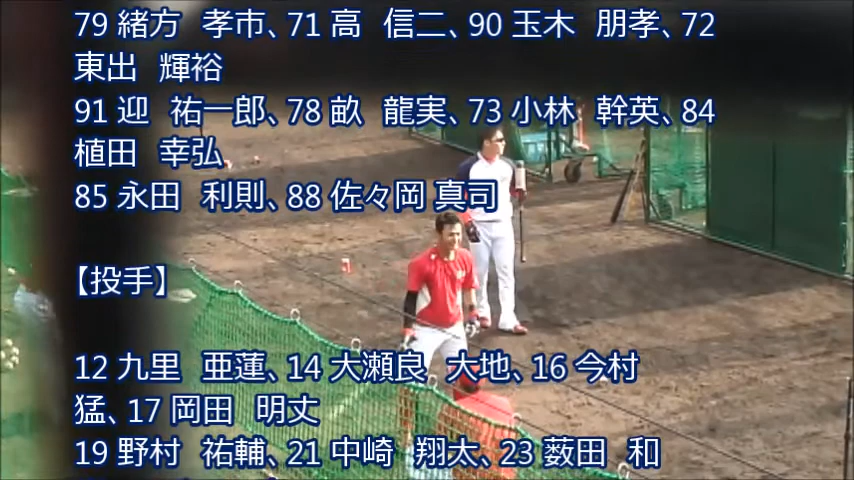 79 緒方　孝市、71 高　信二、90 玉木　朋孝、72
東出　輝裕
91 迎　祐一郎、78 畝　龍実、73 小林　幹英、84
植田　幸弘
85 永田　利則、88 佐々岡 真司
【投手】
12 九里　亜蓮、14 大瀬良　大地、16 今村
猛、17 岡田　明丈
19 野村　祐輔、21 中崎　翔太、23 薮田　和